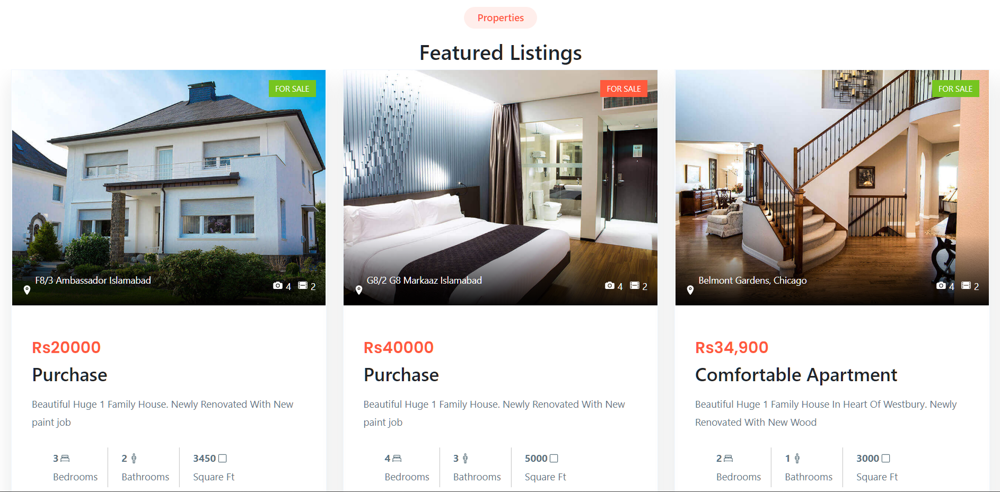 Properties
Featured Listings
FOR SALE
F8/3 Ambassador Islamabad
4 2
Rs20000
Purchase
Beautiful Huge 1 Family House. Newly Renovated With New
paint job
3
Bedrooms
2
Bathrooms
3450
Square Ft
FOR SALE
G8/2 G8 Markaaz Islamabad
4 2
Rs40000
Purchase
Beautiful Huge 1 Family House. Newly Renovated With New
paint job
4
Bedrooms
3
Bathrooms
5000
Square Ft
FOR SALE
Belmont Gardens, Chicago
4 2
Rs34,900
Comfortable Apartment
Beautiful Huge 1 Family House In Heart Of Westbury. Newly
Renovated With New Wood
2
Bedrooms
1
Bathrooms
3000
Square Ft